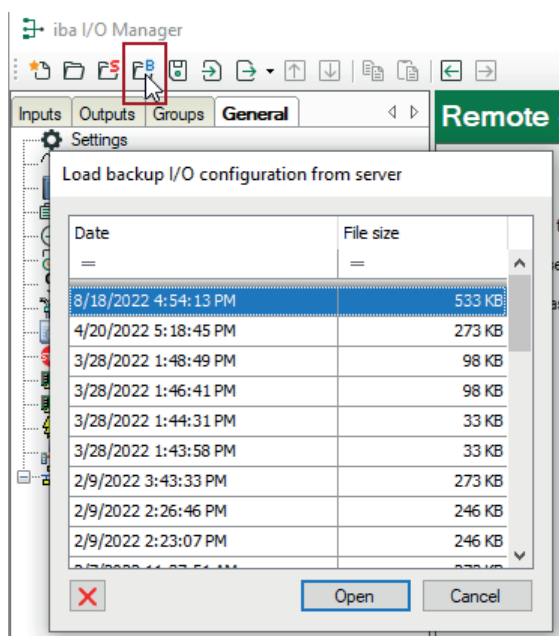 iba I/O Manager
Inputs Outputs Groups General
Remote
Settings
Load backup I/O configuration from server
Date File size
= =
8/18/2022 4:54:13 PM 533 KB
4/20/2022 5:18:45 PM 273 KB
3/28/2022 1:48:49 PM 98 KB
3/28/2022 1:46:41 PM 98 KB
3/28/2022 1:44:31 PM 33 KB
3/28/2022 1:43:58 PM 33 KB
2/9/2022 3:43:33 PM 273 KB
2/9/2022 2:26:46 PM 246 KB
2/9/2022 2:23:07 PM 246 KB
Open Cancel